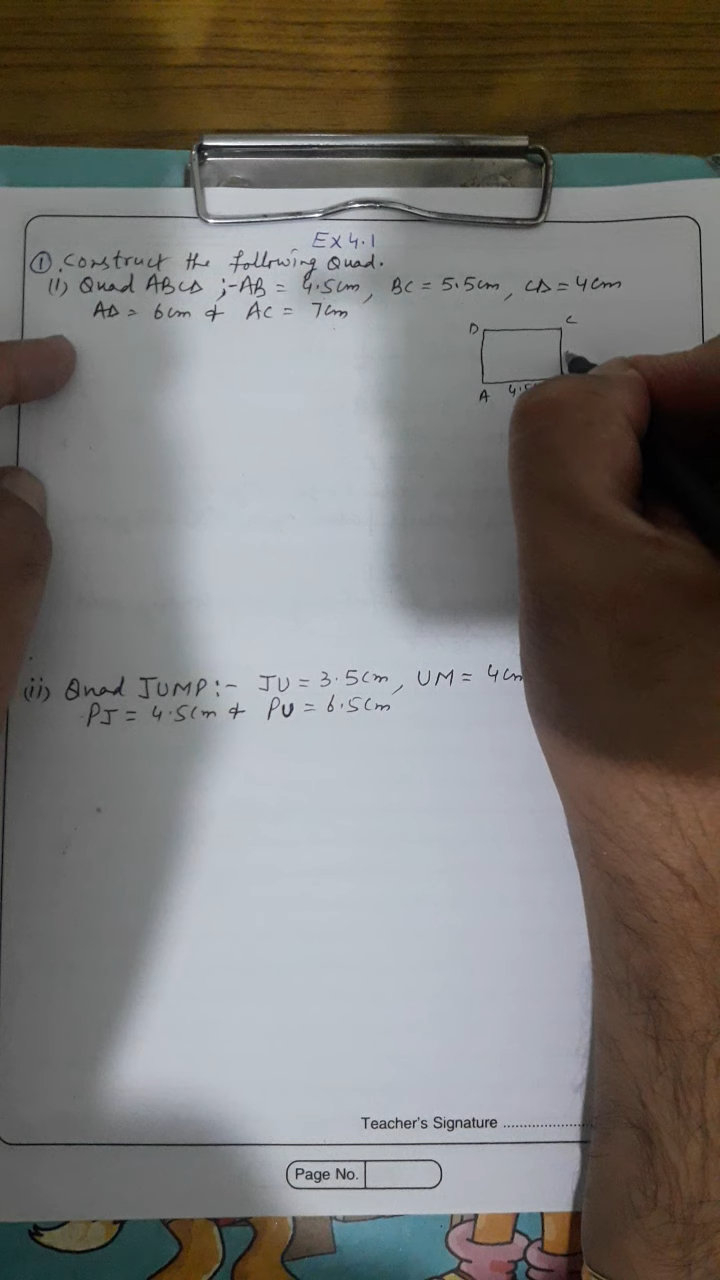 Ex 4.1
① Construct the following Quad.
(1) Quad ABCD ;- AB = 4.5cm, BC = 5.5cm, CD = 4cm
AD = 6cm & AC = 7cm
D C
A
(ii) Quad JUMP :- JU = 3.5cm, UM = 4cm
PJ = 4.5cm & PU = 6.5cm
Teacher's Signature ....................
Page No.